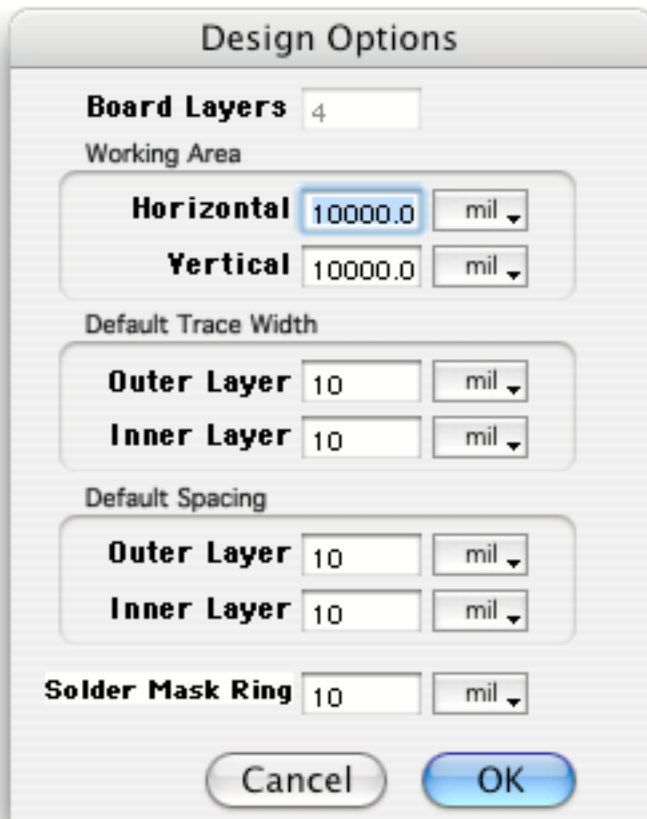 Design Options
Board Layers 4
Working Area
Horizontal 10000.0 mil
Vertical 10000.0 mil
Default Trace Width
Outer Layer 10 mil
Inner Layer 10 mil
Default Spacing
Outer Layer 10 mil
Inner Layer 10 mil
Solder Mask Ring 10 mil
Cancel OK